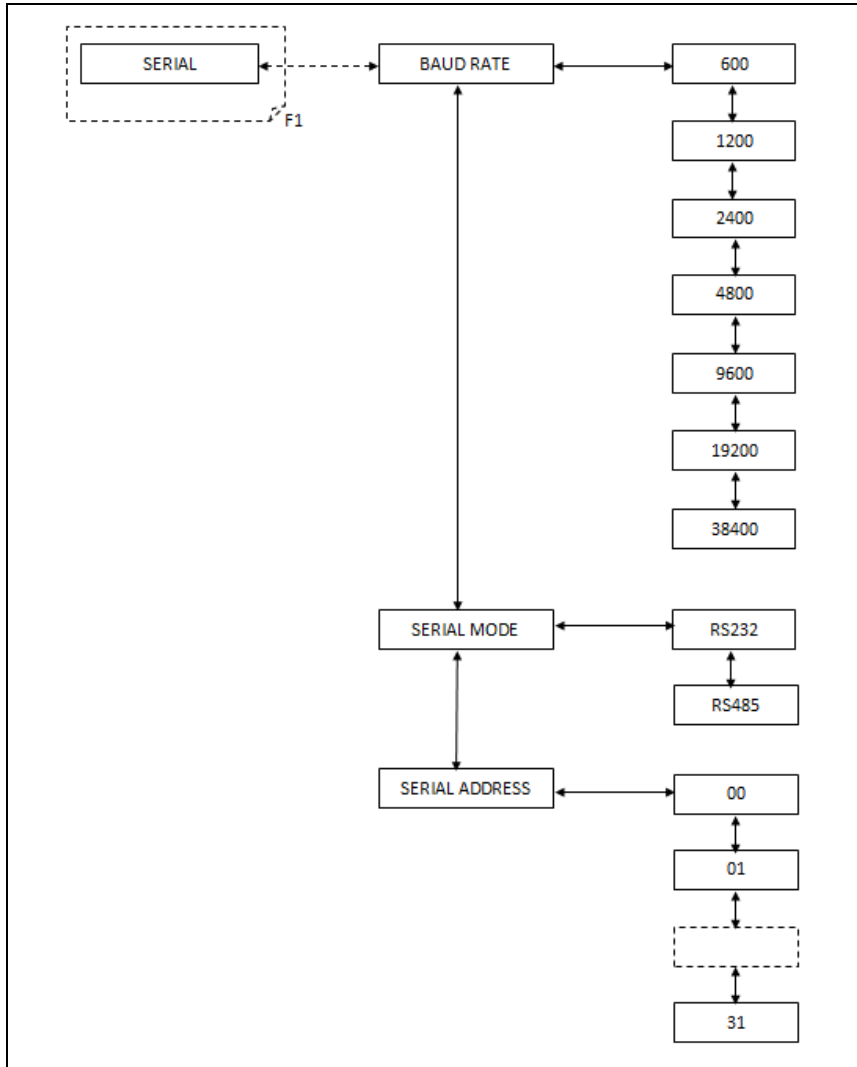 SERIAL
BAUD RATE
600
F1
1200
2400
4800
9600
19200
38400
SERIAL MODE
RS232
RS485
SERIAL ADDRESS
00
01
31